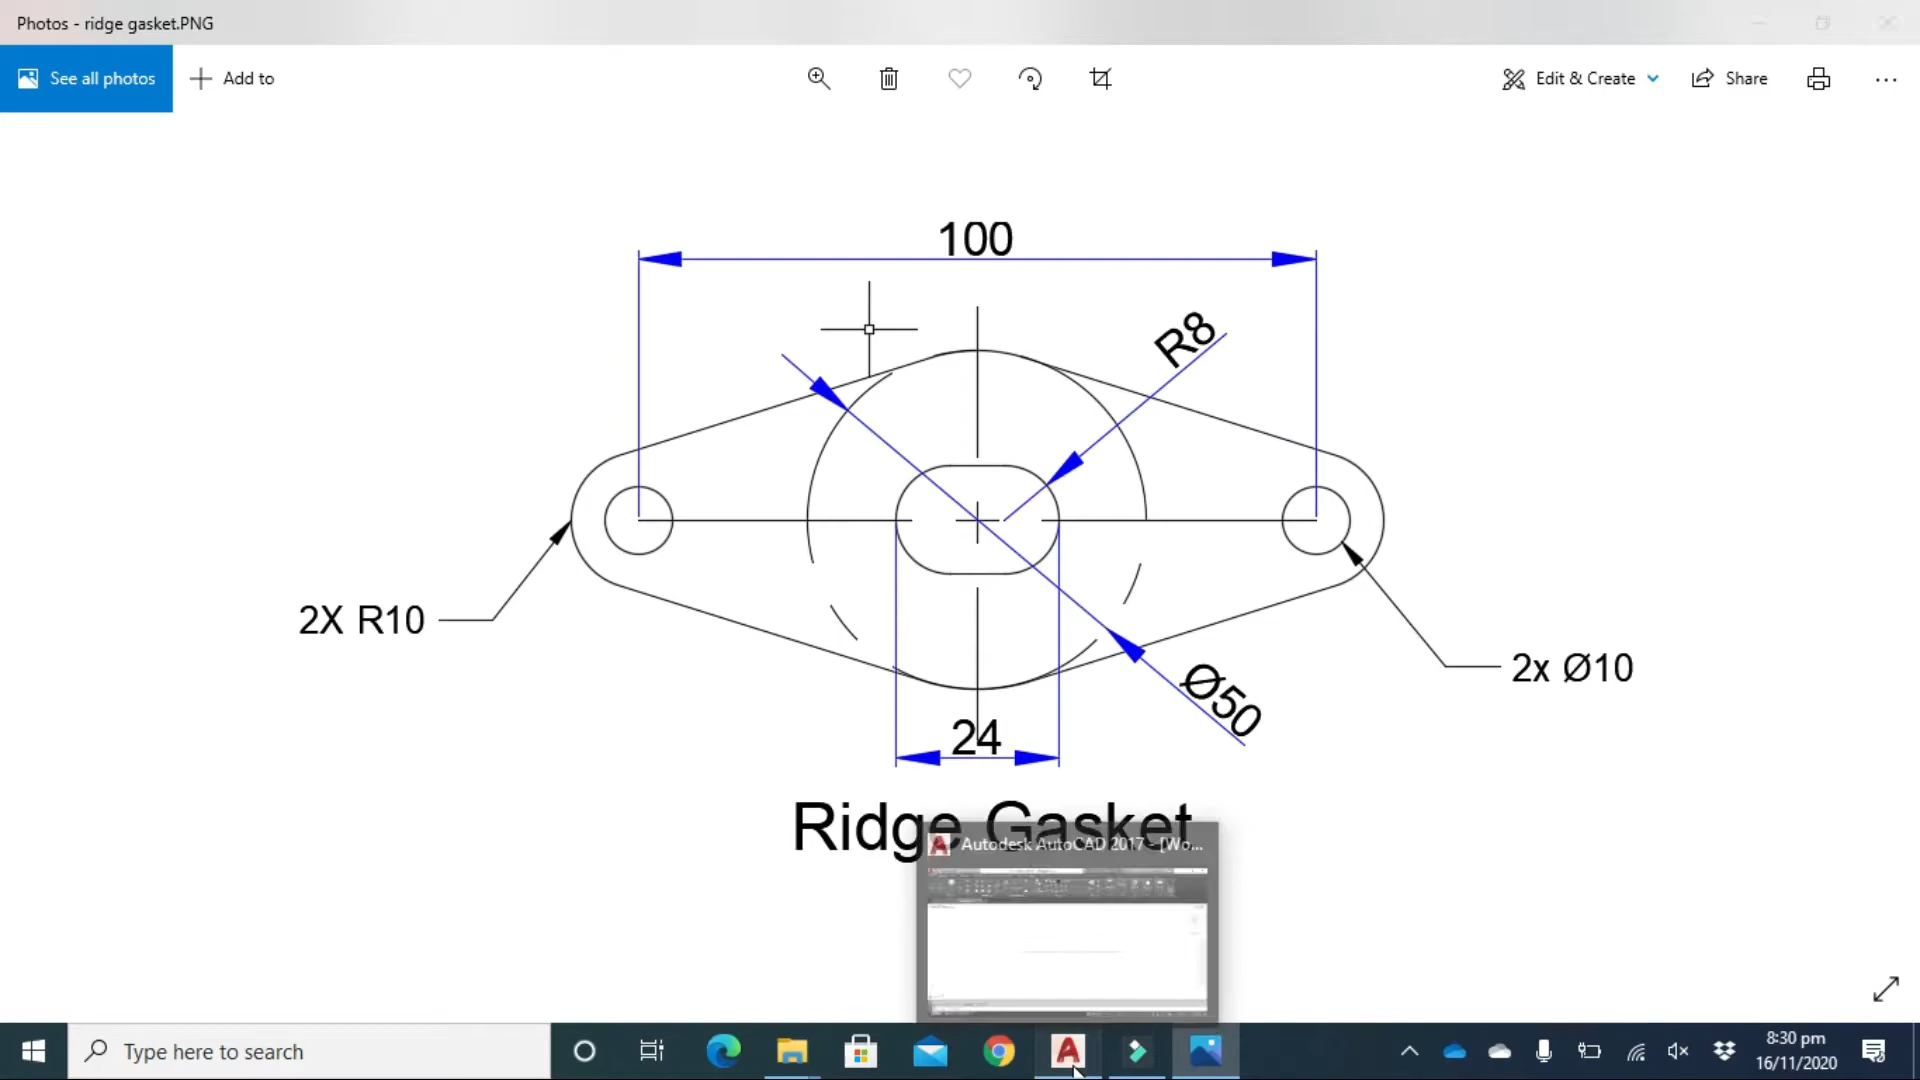 Photos - ridge gasket.PNG
See all photos
Add to
Edit & Create
Share
100
R8
2X R10
2x Ø10
Ø50
24
Ridge Gasket
Autodesk AutoCAD 2017 - [Wo...
Type here to search
8:30 pm
16/11/2020